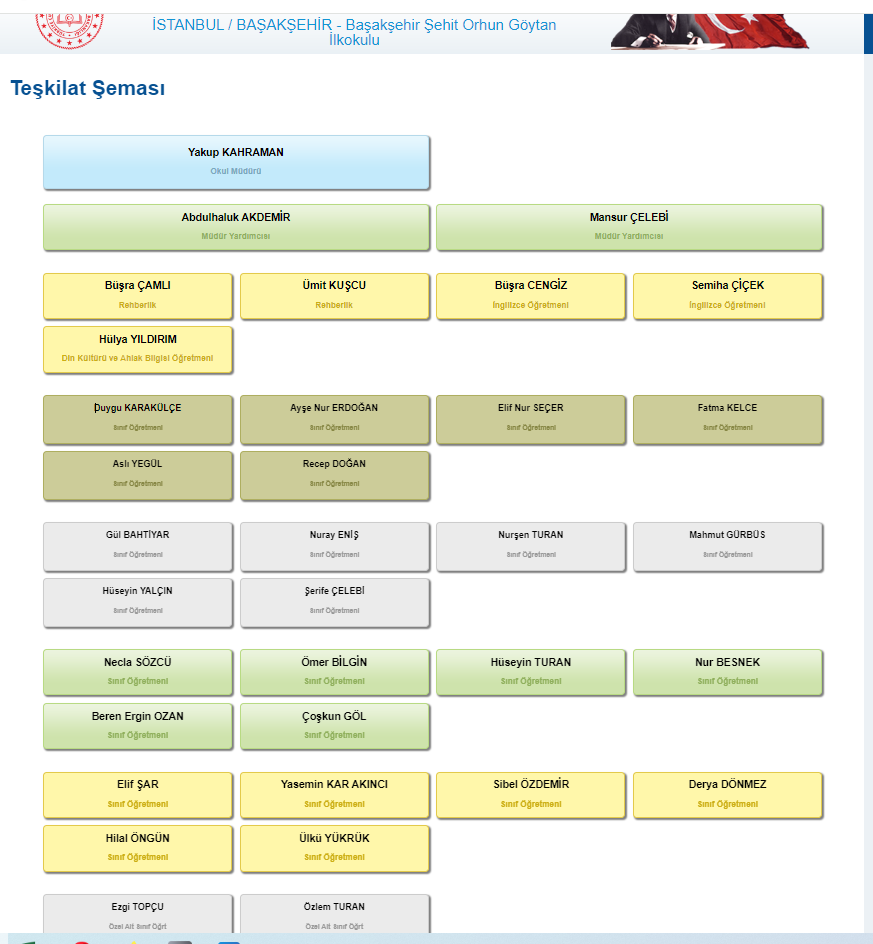 İSTANBUL / BAŞAKŞEHİR - Başakşehir Şehit Orhun Göytan
İlkokulu
Teşkilat Şeması
Yakup KAHRAMAN
Okul Müdürü
Abdulhaluk AKDEMİR
Müdür Yardımcısı
Mansur ÇELEBİ
Müdür Yardımcısı
Büşra ÇAMLI
Rehberlik
Ümit KUŞCU
Rehberlik
Büşra CENGİZ
İngilizce Öğretmeni
Semiha ÇİÇEK
İngilizce Öğretmeni
Hülya YILDIRIM
Din Kültürü ve Ahlak Bilgisi Öğretmeni
Duygu KARAKÜLÇE
Sınıf Öğretmeni
Ayşe Nur ERDOĞAN
Sınıf Öğretmeni
Elif Nur SEÇER
Sınıf Öğretmeni
Fatma KELCE
Sınıf Öğretmeni
Aslı YEGÜL
Sınıf Öğretmeni
Recep DOĞAN
Sınıf Öğretmeni
Gül BAHTİYAR
Sınıf Öğretmeni
Nuray ENİŞ
Sınıf Öğretmeni
Nurşen TURAN
Sınıf Öğretmeni
Mahmut GÜRBÜS
Sınıf Öğretmeni
Hüseyin YALÇIN
Sınıf Öğretmeni
Şerife ÇELEBİ
Sınıf Öğretmeni
Necla SÖZCÜ
Sınıf Öğretmeni
Ömer BİLGİN
Sınıf Öğretmeni
Hüseyin TURAN
Sınıf Öğretmeni
Nur BESNEK
Sınıf Öğretmeni
Beren Ergin OZAN
Sınıf Öğretmeni
Çoşkun GÖL
Sınıf Öğretmeni
Elif ŞAR
Sınıf Öğretmeni
Yasemin KAR AKINCI
Sınıf Öğretmeni
Sibel ÖZDEMİR
Sınıf Öğretmeni
Derya DÖNMEZ
Sınıf Öğretmeni
Hilal ÖNGÜN
Sınıf Öğretmeni
Ülkü YÜKRÜK
Sınıf Öğretmeni
Ezgi TOPÇU
Özel Alt Sınıf Öğrt
Özlem TURAN
Özel Alt Sınıf Öğrt